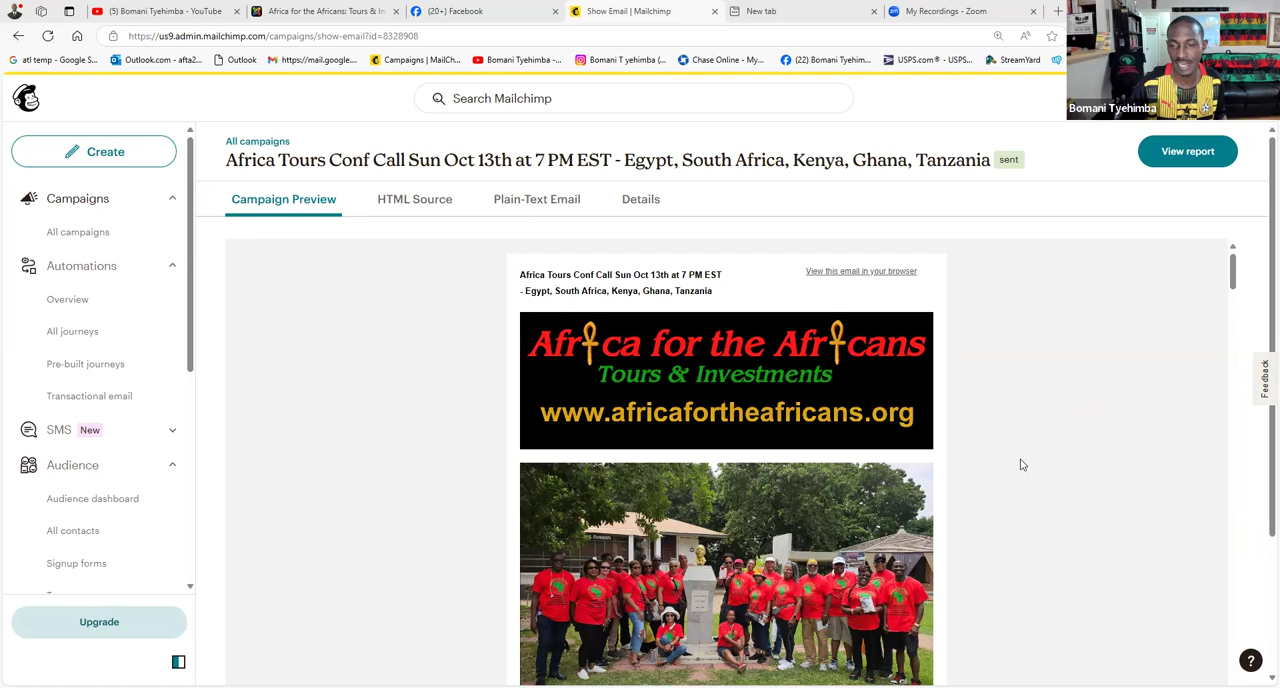 (5) Bomani Tyehimba - YouTube
Africa for the Africans: Tours & In
(20+) Facebook
Show Email | Mailchimp
New tab
My Recordings - Zoom
https://us9.admin.mailchimp.com/campaigns/show-email?id=8328908
atl temp - Google S...
Outlook.com - afta2...
Outlook
https://mail.google....
Campaigns | MailCh...
Bomani Tyehimba -...
Bomani T yehimba (...
Chase Online - My...
(22) Bomani Tyehim...
USPS.com® - USPS...
StreamYard
Bomani Tyehimba
Search Mailchimp
Create
All campaigns
Africa Tours Conf Call Sun Oct 13th at 7 PM EST - Egypt, South Africa, Kenya, Ghana, Tanzania sent
View report
Campaigns
Campaign Preview
HTML Source
Plain-Text Email
Details
All campaigns
Automations
Overview
All journeys
Pre-built journeys
Transactional email
SMS New
Audience
Audience dashboard
All contacts
Signup forms
Upgrade
Africa Tours Conf Call Sun Oct 13th at 7 PM EST
- Egypt, South Africa, Kenya, Ghana, Tanzania
View this email in your browser
Africa for the Africans
Tours & Investments
www.africafortheafricans.org
Feedback
?